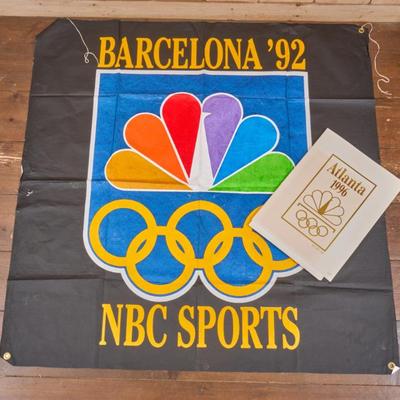 BARCELONA '92
Atlanta
1996
NBC SPORTS